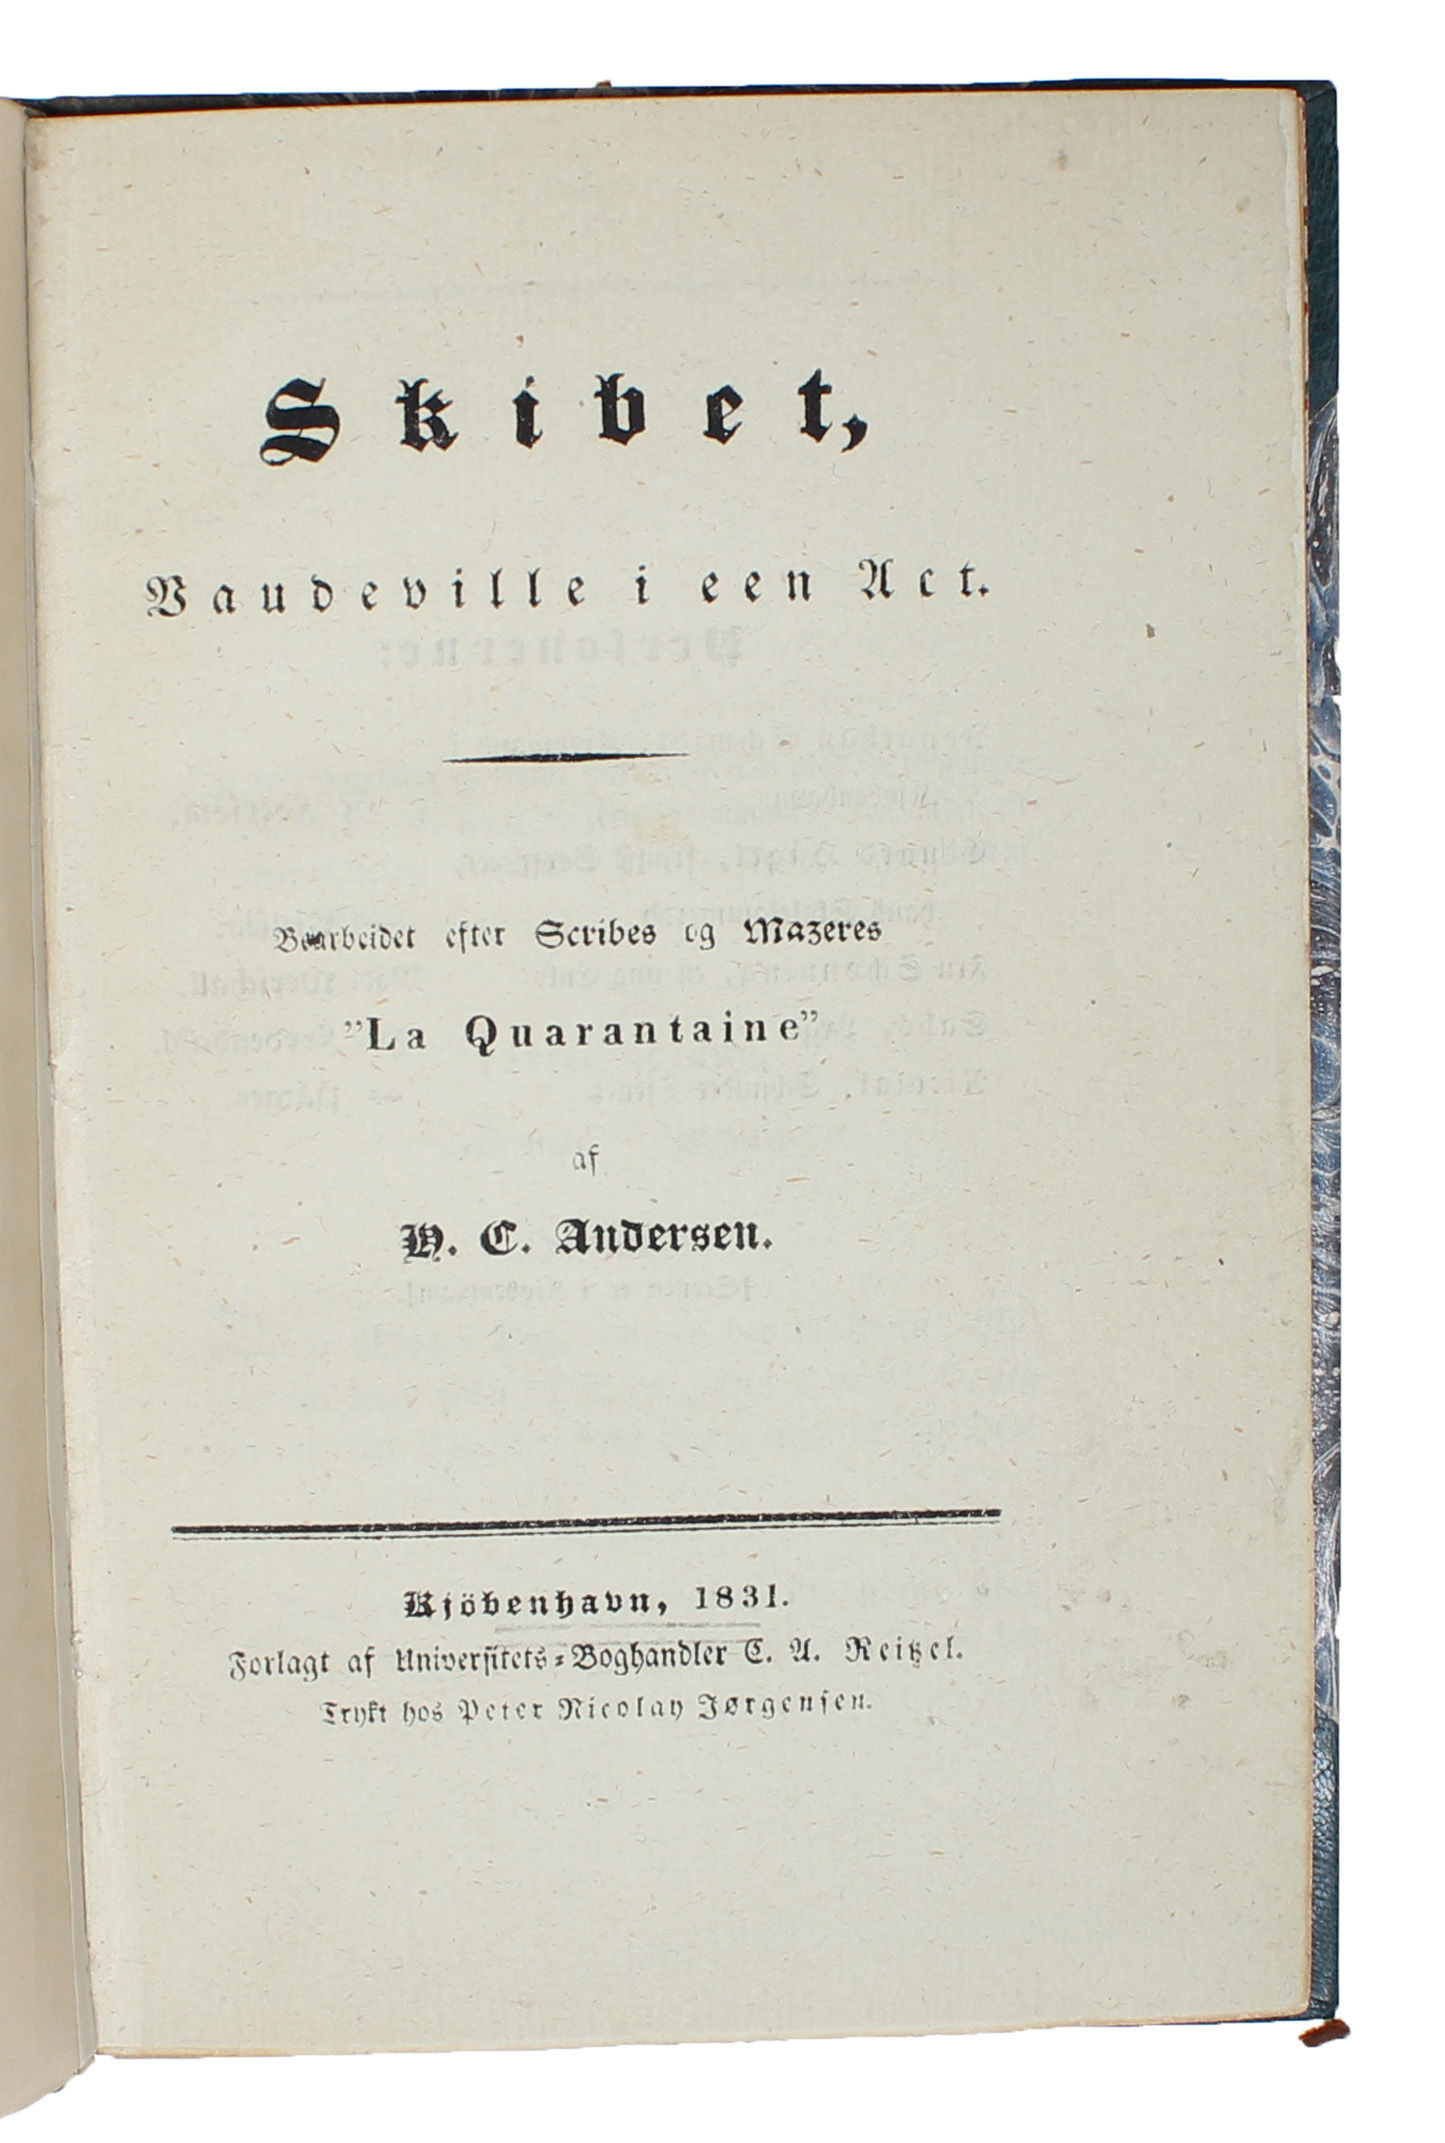 Skibet,
Vaudeville i een Act.
Bearbeidet efter Scribes og Mazeres
”La Quarantaine”
af
H. C. Andersen.
Kjöbenhavn, 1831.
Forlagt af Universitets-Boghandler C. A. Reitzel.
Trykt hos Peter Nicolay Jørgensen.